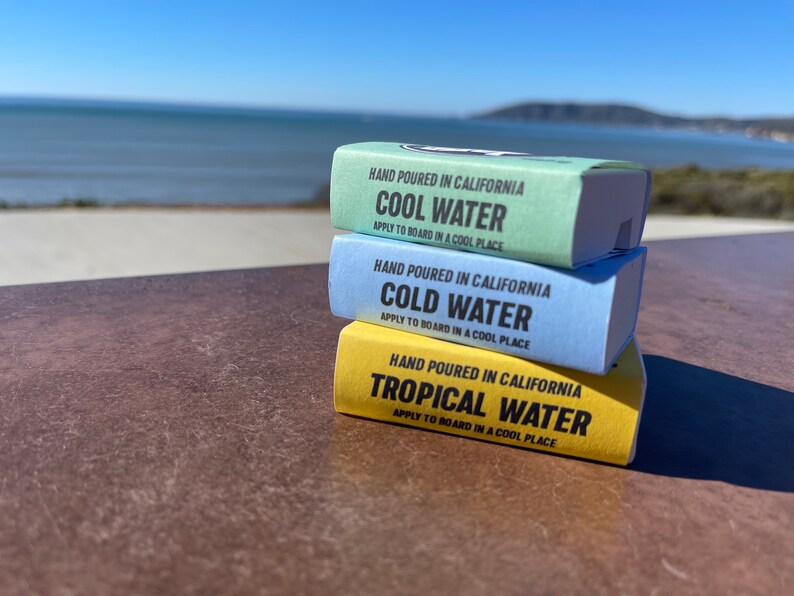 HAND POURED IN CALIFORNIA
COOL WATER
APPLY TO BOARD IN A COOL PLACE
HAND POURED IN CALIFORNIA
COLD WATER
APPLY TO BOARD IN A COOL PLACE
HAND POURED IN CALIFORNIA
TROPICAL WATER
APPLY TO BOARD IN A COOL PLACE